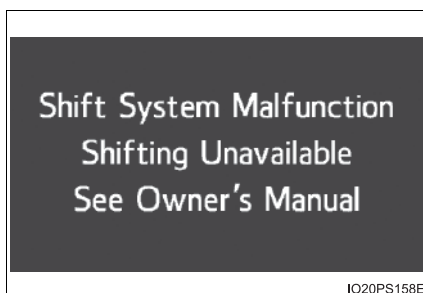 Shift System Malfunction
Shifting Unavailable
See Owner's Manual
IO20PS158E